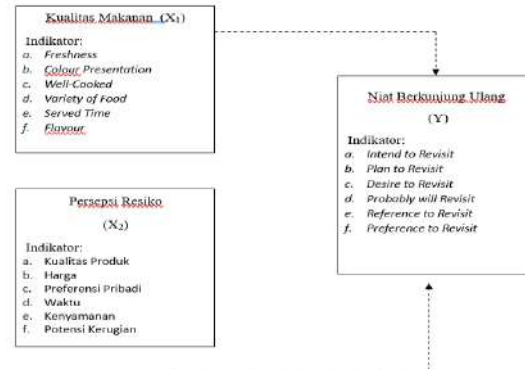 Kualitas Makanan (X₁)
Indikator:
a. Freshness
b. Colour Presentation
c. Well-Cooked
d. Variety of Food
e. Served Time
f. Flavour
Persepsi Resiko
(X₂)
Indikator:
a. Kualitas Produk
b. Harga
c. Preferensi Pribadi
d. Waktu
e. Kenyamanan
f. Potensi Kerugian
Niat Berkunjung Ulang
(Y)
Indikator:
a. Intend to Revisit
b. Plan to Revisit
c. Desire to Revisit
d. Probably will Revisit
e. Reference to Revisit
f. Preference to Revisit